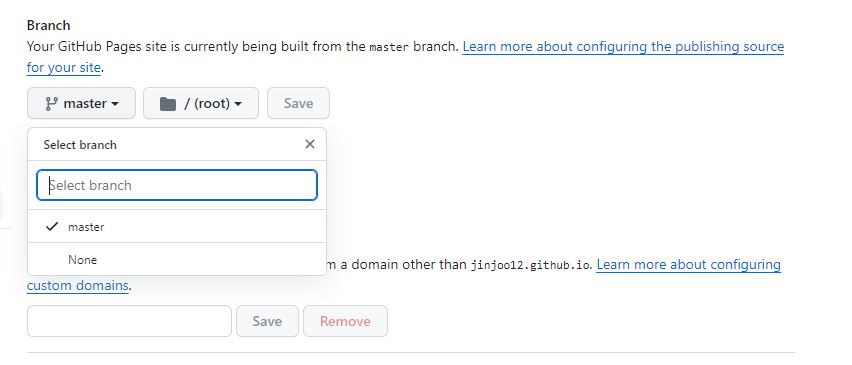 Branch
Your GitHub Pages site is currently being built from the master branch. Learn more about configuring the publishing source
for your site.
master / (root) Save
Select branch
Select branch
master
None
m a domain other than jinjoo12.github.io. Learn more about configuring
custom domains.
Save Remove